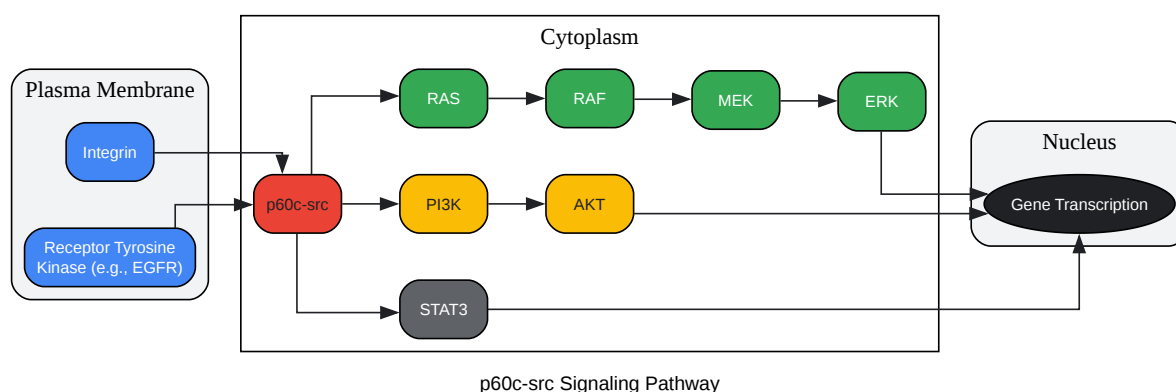 Cytoplasm
Plasma Membrane
RAS
RAF
MEK
ERK
Nucleus
Integrin
p60c-src
PI3K
AKT
Gene Transcription
Receptor Tyrosine
Kinase (e.g., EGFR)
STAT3
p60c-src Signaling Pathway